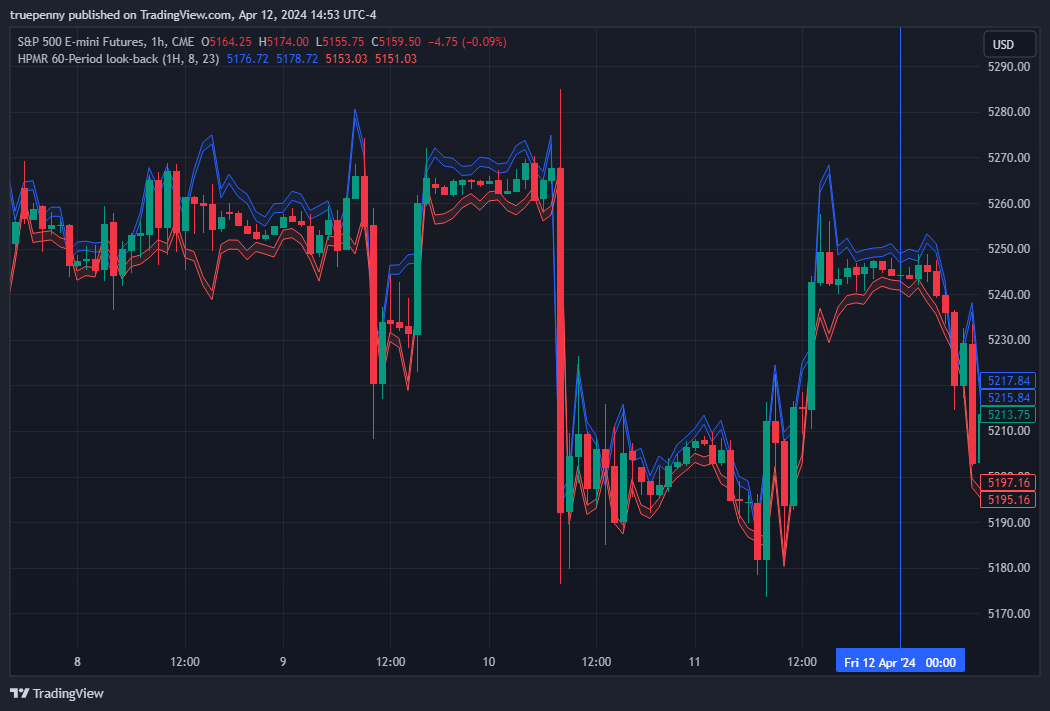 truepenny published on TradingView.com, Apr 12, 2024 14:53 UTC-4
S&P 500 E-mini Futures, 1h, CME O5164.25 H5174.00 L5155.75 C5159.50 −4.75 (−0.09%)
HPMR 60-Period look-back (1H, 8, 23) 5176.72 5178.72 5153.03 5151.03
USD
5290.00
5280.00
5270.00
5260.00
5250.00
5240.00
5230.00
5217.84
5215.84
5213.75
5210.00
5197.16
5195.16
5190.00
5180.00
5170.00
8 12:00 9 12:00 10 12:00 11 12:00 Fri 12 Apr '24 00:00
TradingView